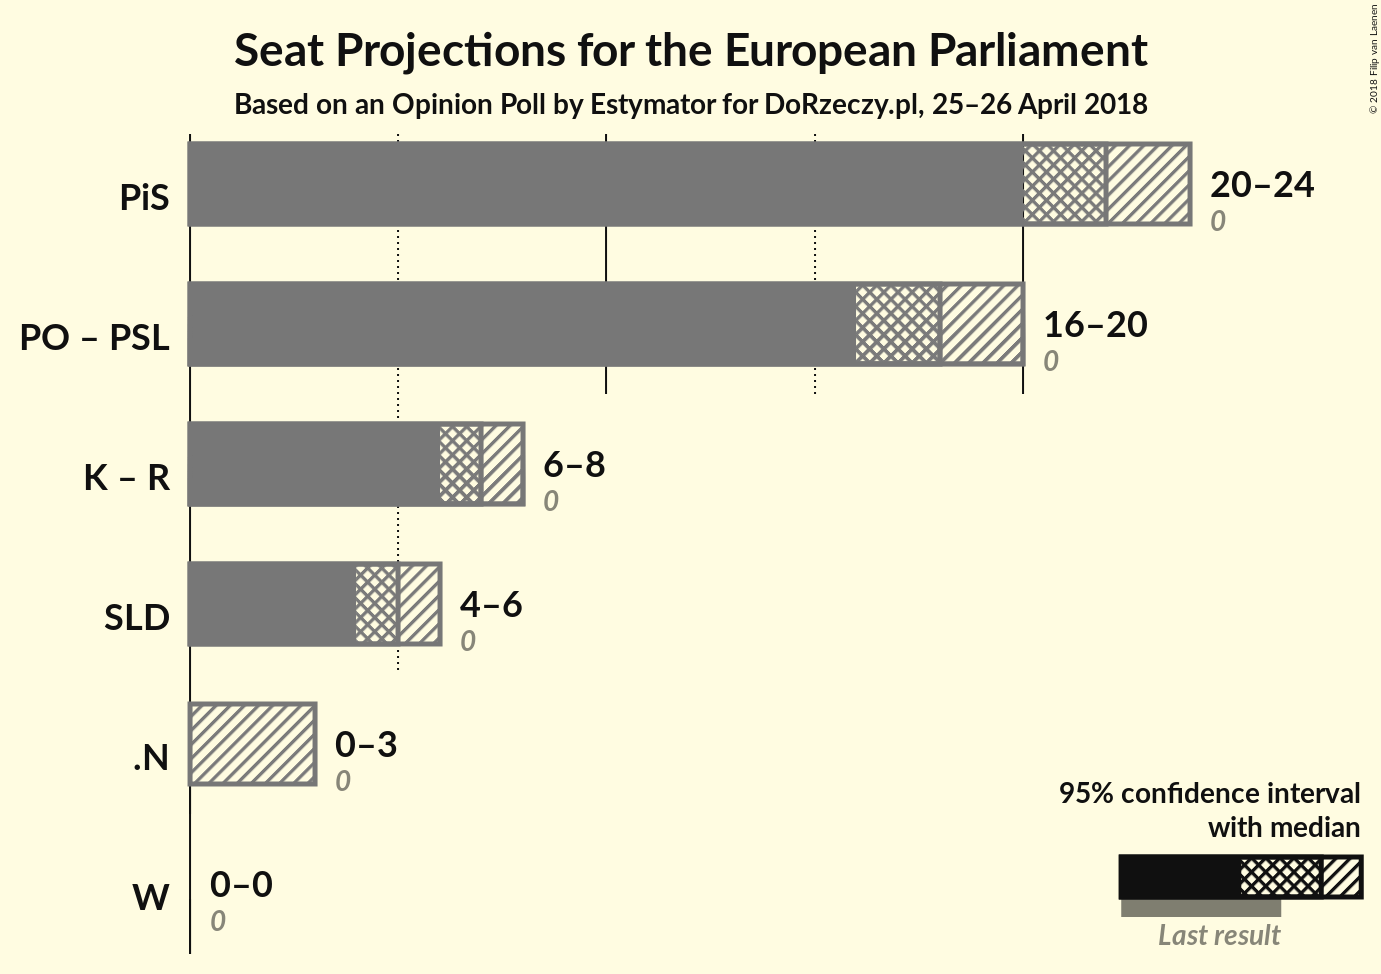 Seat Projections for the European Parliament
Based on an Opinion Poll by Estymator for DoRzeczy.pl, 25–26 April 2018
© 2018 Filip van Laenen
PiS
20–24
0
PO – PSL
16–20
0
K – R
6–8
0
SLD
4–6
0
.N
0–3
0
W
0–0
0
95% confidence interval
with median
Last result